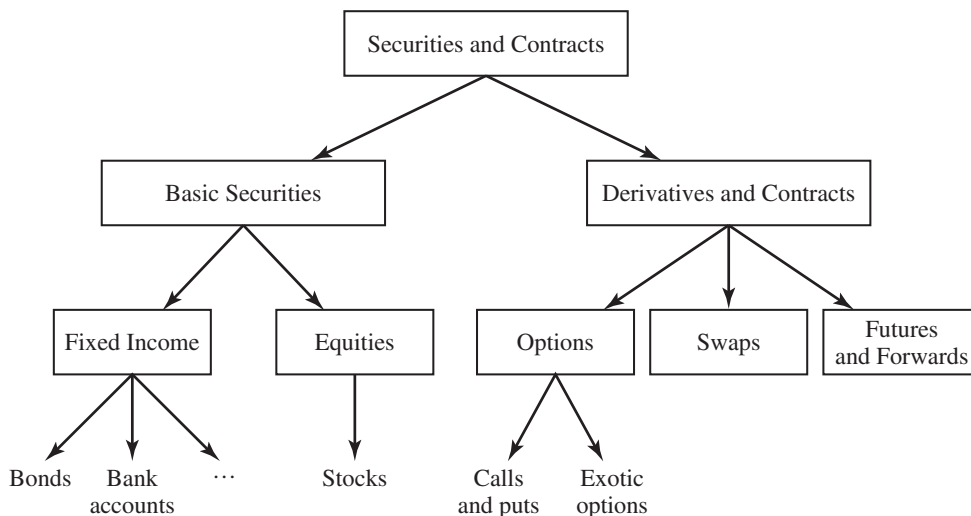 Securities and Contracts
Basic Securities
Derivatives and Contracts
Fixed Income
Equities
Options
Swaps
Futures
and Forwards
Bonds
Bank
accounts
...
Stocks
Calls
and puts
Exotic
options